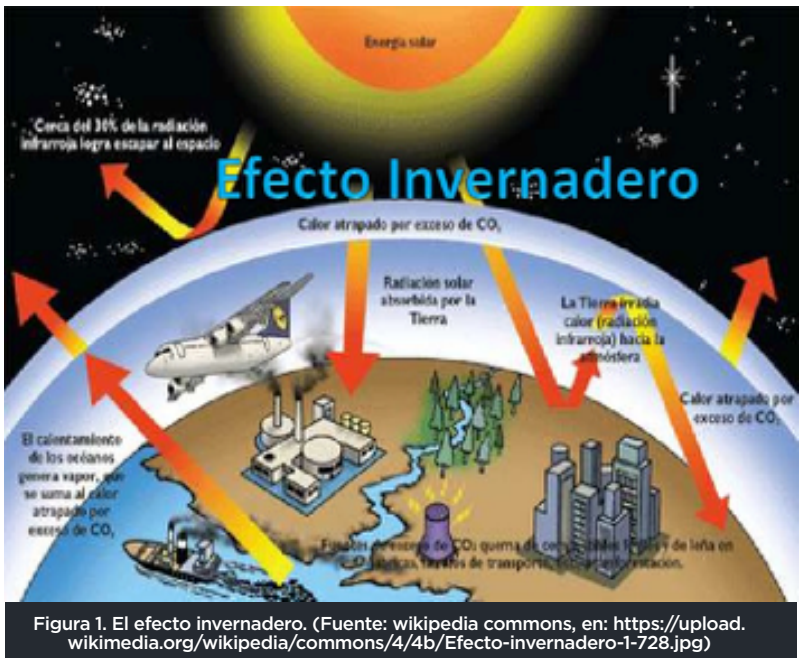 Energía solar
Cerca del 30% de la radiación
infrarroja logra escapar al espacio
Efecto Invernadero
Calor atrapado por exceso de CO₂
Radiación solar
absorbida por la
Tierra
La Tierra irradia
calor (radiación
infrarroja) hacia la
atmósfera
Calor atrapado por
exceso de CO₂
El calentamiento
de los océanos
genera vapor, que
se suma al calor
atrapado por
exceso de CO₂
Fuentes de exceso de CO₂ quema de combustibles y de leña en
de transporte,
Figura 1. El efecto invernadero. (Fuente: wikipedia commons, en: https://upload.
wikimedia.org/wikipedia/commons/4/4b/Efecto-invernadero-1-728.jpg)